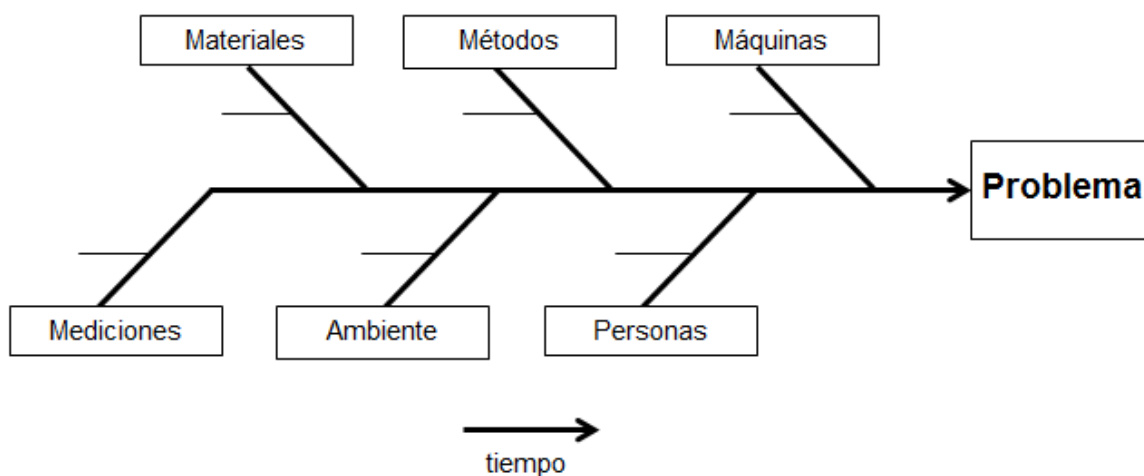 Materiales
Métodos
Máquinas
Problema
Mediciones
Ambiente
Personas
tiempo